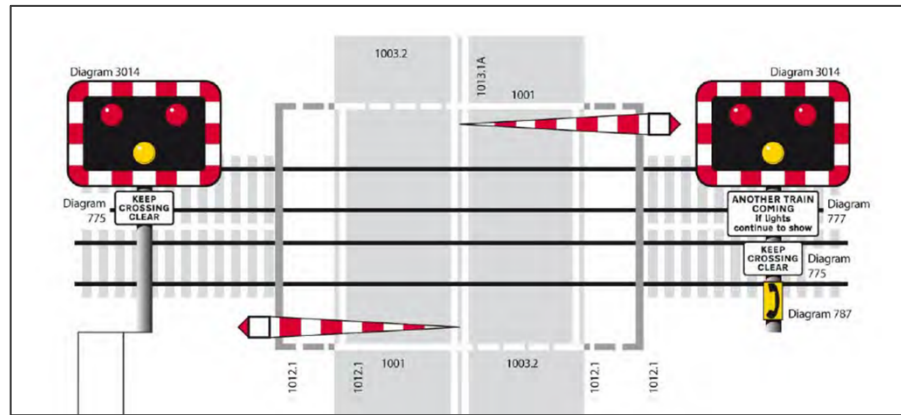 1003.2
1013.1A
1001
Diagram 3014
Diagram 3014
Diagram
775
KEEP
CROSSING
CLEAR
ANOTHER TRAIN
COMING
if lights
continue to show
Diagram
777
KEEP
CROSSING
CLEAR
Diagram
775
Diagram 787
1012.1
1012.1
1001
1003.2
1012.1
1012.1